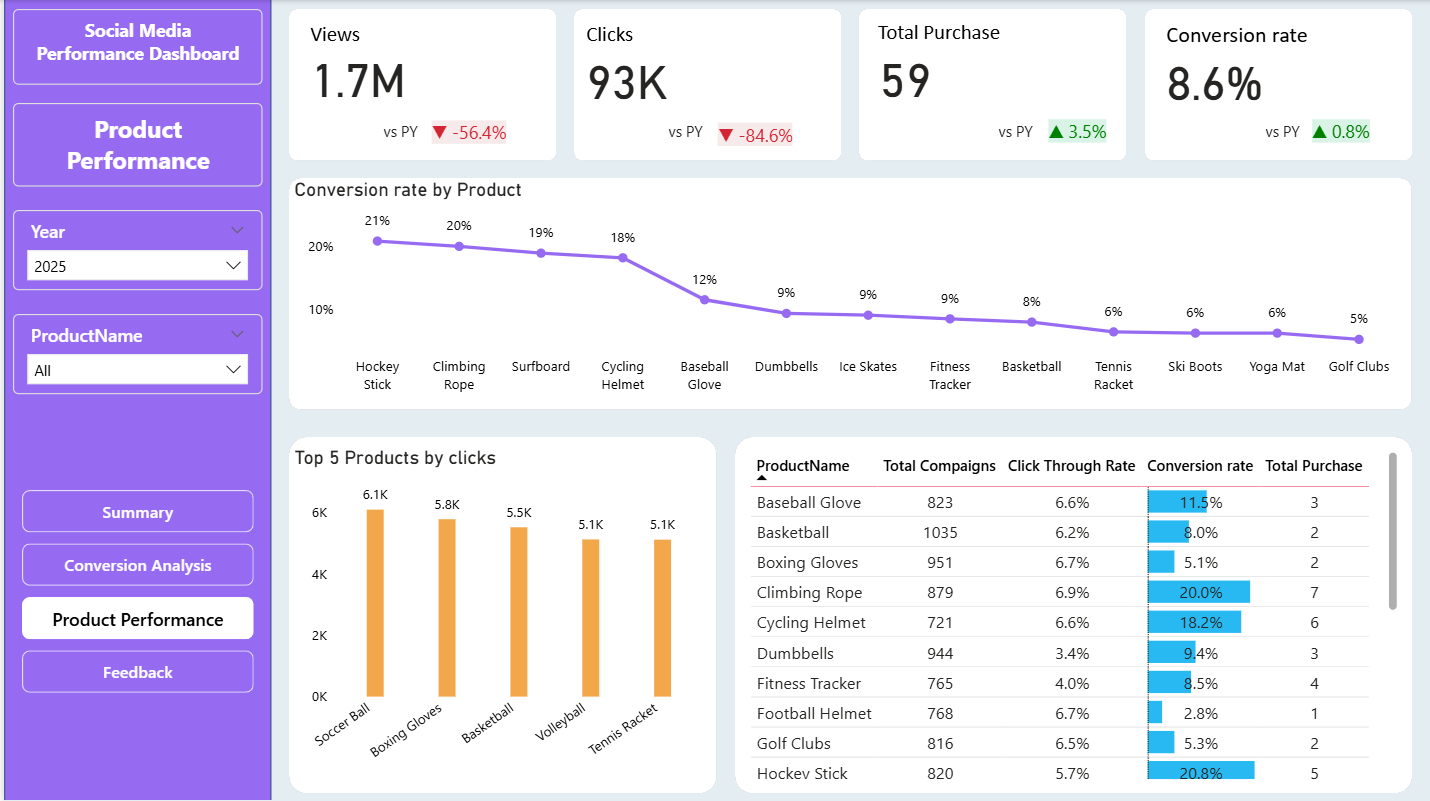 Social Media
Performance Dashboard
Product
Performance
Year
2025
ProductName
All
Summary
Conversion Analysis
Product Performance
Feedback
Views
1.7M
vs PY ▼ -56.4%
Clicks
93K
vs PY ▼ -84.6%
Total Purchase
59
vs PY ▲ 3.5%
Conversion rate
8.6%
vs PY ▲ 0.8%
Conversion rate by Product
20%
10%
21% 20% 19% 18% 12% 9% 9% 9% 8% 6% 6% 6% 5%
Hockey Stick
Climbing Rope
Surfboard
Cycling Helmet
Baseball Glove
Dumbbells
Ice Skates
Fitness Tracker
Basketball
Tennis Racket
Ski Boots
Yoga Mat
Golf Clubs
Top 5 Products by clicks
6K
4K
2K
0K
6.1K 5.8K 5.5K 5.1K 5.1K
Soccer Ball
Boxing Gloves
Basketball
Volleyball
Tennis Racket
ProductName Total Compaigns Click Through Rate Conversion rate Total Purchase
Baseball Glove 823 6.6% 11.5% 3
Basketball 1035 6.2% 8.0% 2
Boxing Gloves 951 6.7% 5.1% 2
Climbing Rope 879 6.9% 20.0% 7
Cycling Helmet 721 6.6% 18.2% 6
Dumbbells 944 3.4% 9.4% 3
Fitness Tracker 765 4.0% 8.5% 4
Football Helmet 768 6.7% 2.8% 1
Golf Clubs 816 6.5% 5.3% 2
Hockey Stick 820 5.7% 20.8% 5